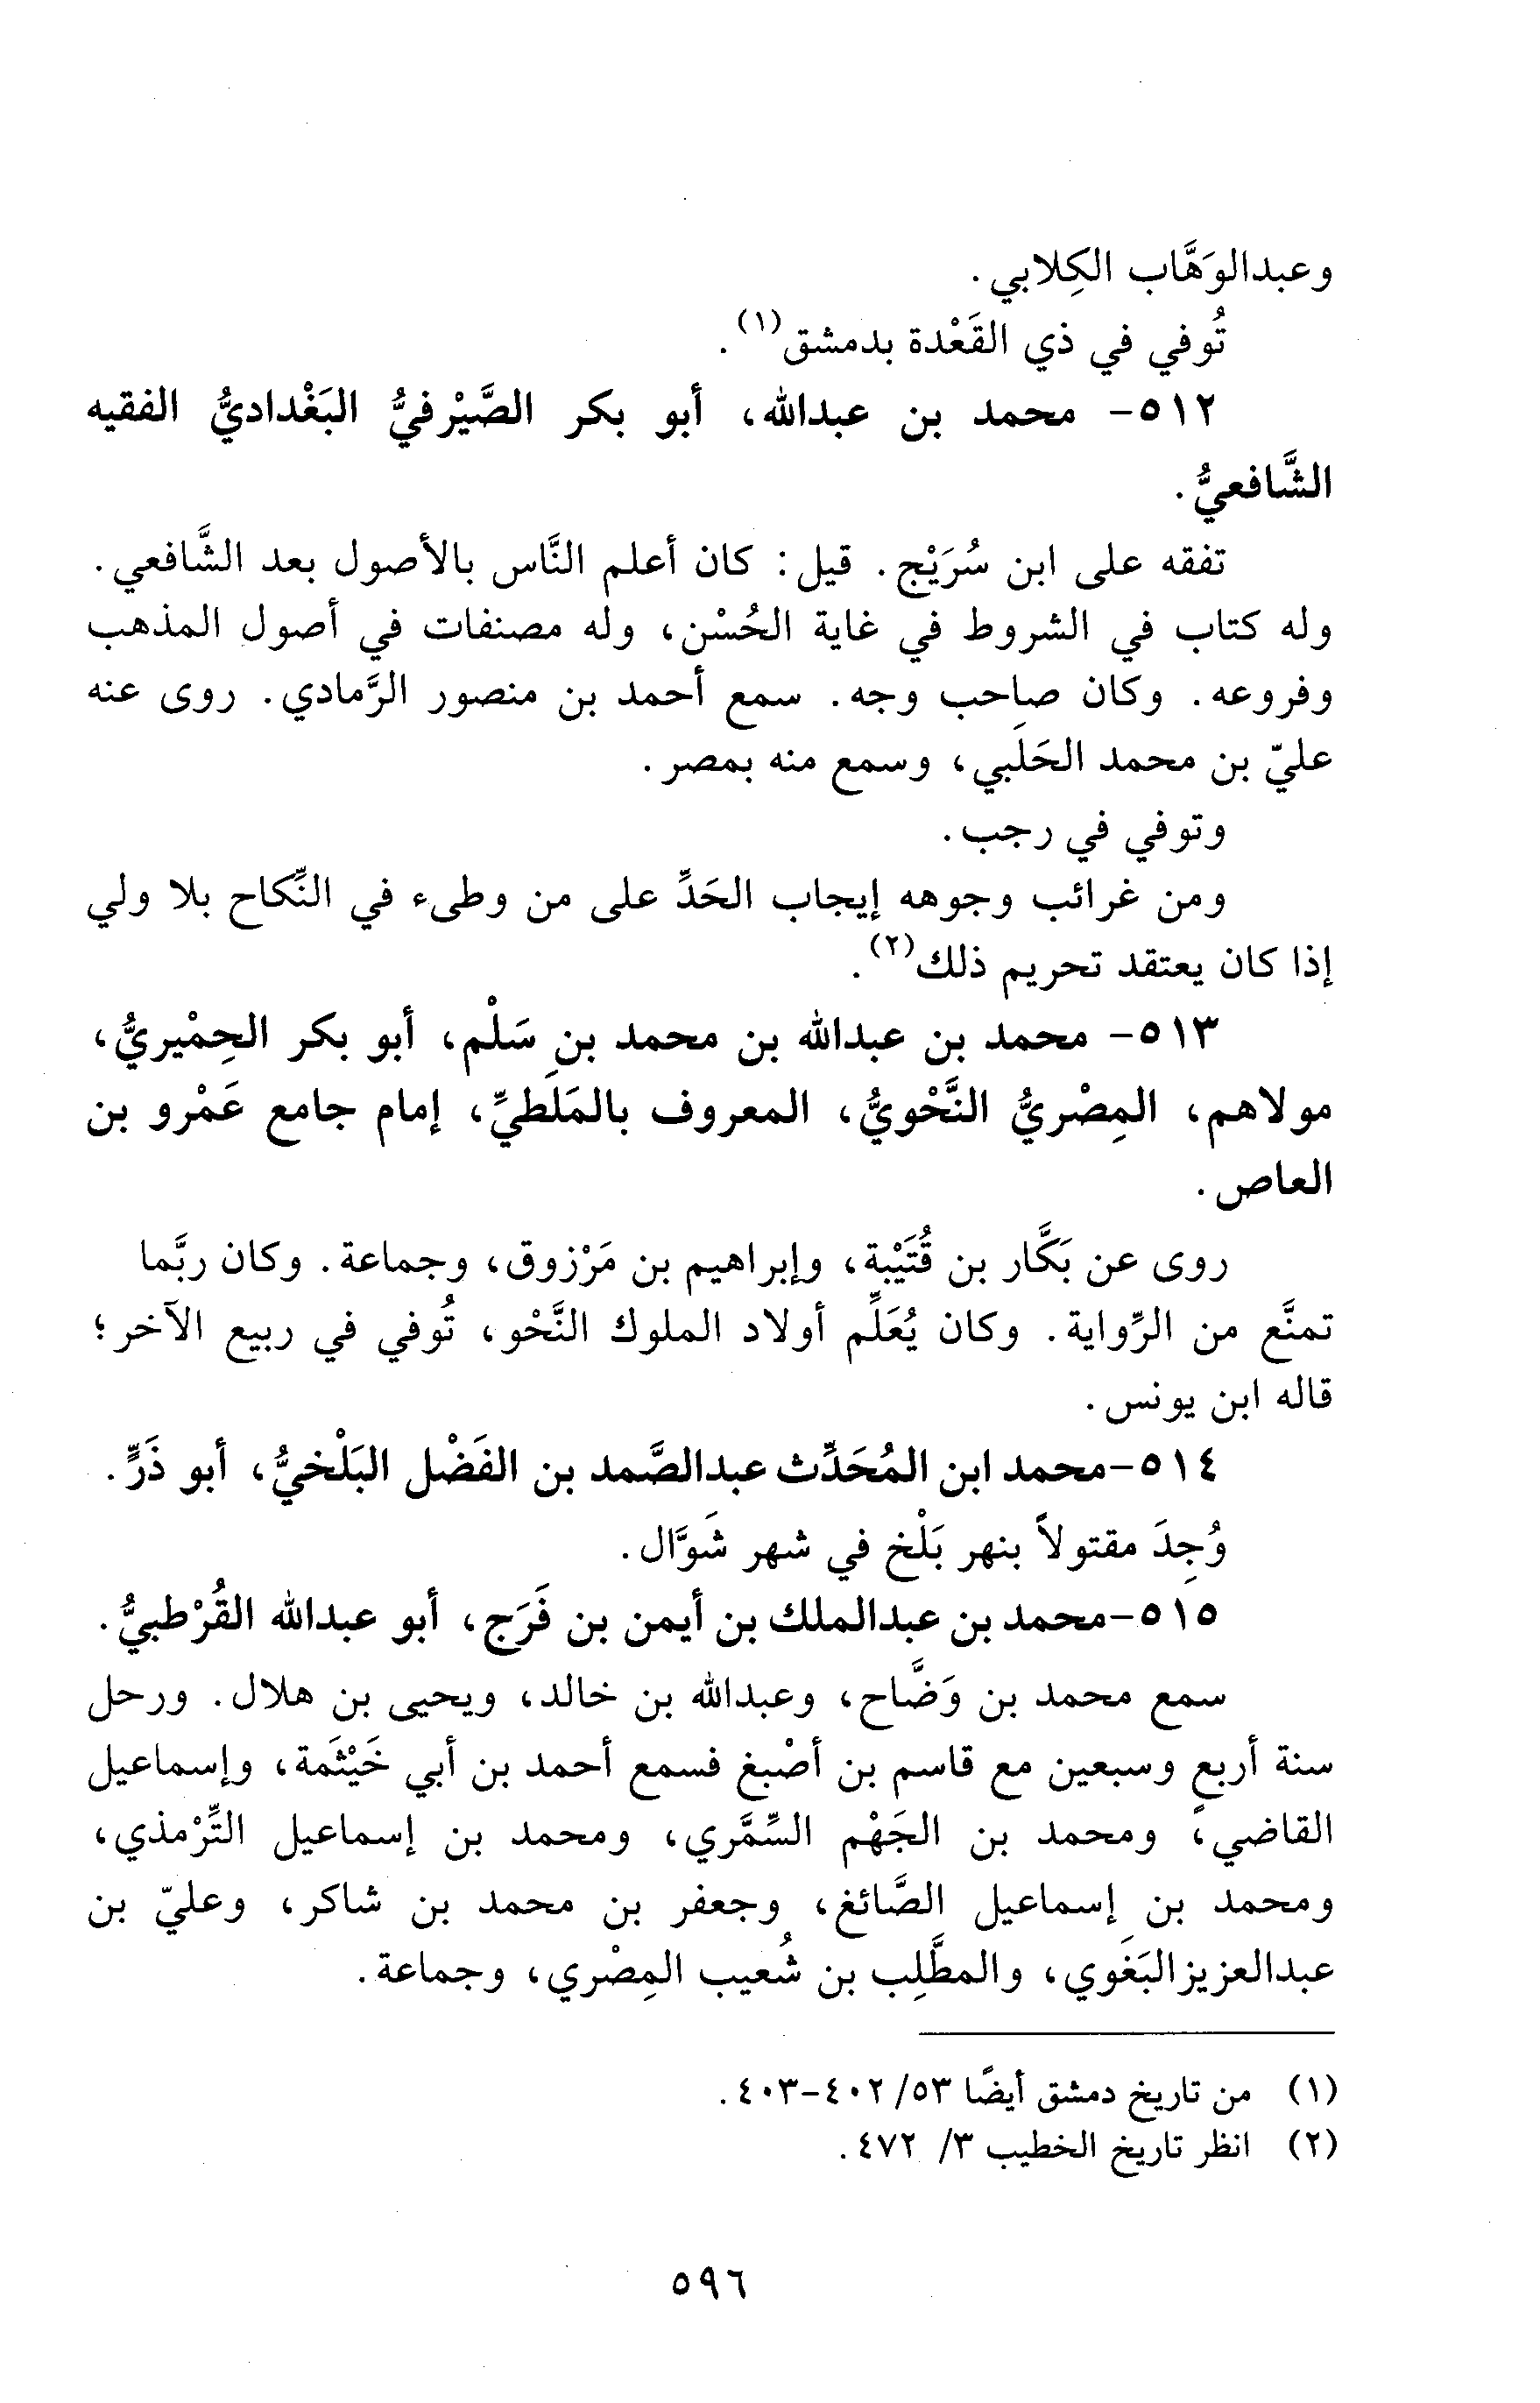 وعبدالوَهَّاب الكِلابي.
تُوفي في ذي القَعْدة بدمشق(١).
٥١٢- محمد بن عبدالله، أبو بكر الصَّيْرفيُّ البَغْداديُّ الفقيه
الشَّافعيُّ.
تفقه على ابن سُرَيْج. قيل: كان أعلم النَّاس بالأصول بعد الشَّافعي.
وله كتاب في الشروط في غاية الحُسْن، وله مصنفات في أصول المذهب
وفروعه. وكان صاحب وجه. سمع أحمد بن منصور الرَّمادي. روى عنه
عليّ بن محمد الحَلَبي، وسمع منه بمصر.
وتوفي في رجب.
ومن غرائب وجوهه إيجاب الحَدِّ على من وطىء في النِّكاح بلا ولي
إذا كان يعتقد تحريم ذلك(٢).
٥١٣- محمد بن عبدالله بن محمد بن سَلْم، أبو بكر الحِمْيريُّ،
مولاهم، المِصْريُّ النَّحْويُّ، المعروف بالمَلَطيِّ، إمام جامع عَمْرو بن
العاص.
روى عن بَكَّار بن قُتَيْبة، وإبراهيم بن مَرْزوق، وجماعة. وكان ربَّما
تمنَّع من الرِّواية. وكان يُعَلِّم أولاد الملوك النَّحْو، تُوفي في ربيع الآخر؛
قاله ابن يونس.
٥١٤-محمد ابن المُحَدِّث عبدالصَّمد بن الفَضْل البَلْخيُّ، أبو ذَرٍّ.
وُجِدَ مقتولاً بنهر بَلْخ في شهر شَوَّال.
٥١٥-محمد بن عبدالملك بن أيمن بن فَرَج، أبو عبدالله القُرْطبيُّ.
سمع محمد بن وَضَّاح، وعبدالله بن خالد، ويحيى بن هلال. ورحل
سنة أربع وسبعين مع قاسم بن أصْبغ فسمع أحمد بن أبي خَيْثَمة، وإسماعيل
القاضي، ومحمد بن الجَهْم السِّمَّري، ومحمد بن إسماعيل التِّرْمذي،
ومحمد بن إسماعيل الصَّائغ، وجعفر بن محمد بن شاكر، وعليّ بن
عبدالعزيزالبَغَوي، والمطَّلِب بن شُعيب المِصْري، وجماعة.
(١) من تاريخ دمشق أيضًا ٥٣/ ٤٠٢-٤٠٣.
(٢) انظر تاريخ الخطيب ٣/ ٤٧٢.
٥٩٦